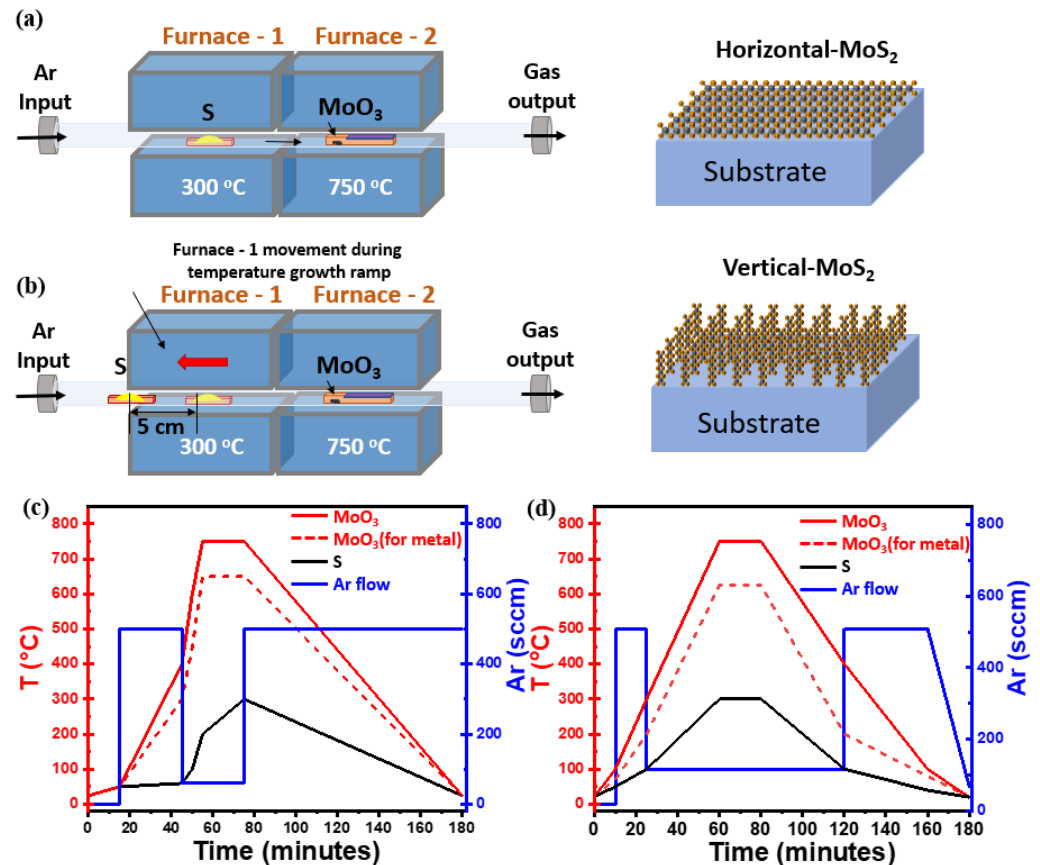 (a)
Furnace - 1 Furnace - 2
Horizontal-MoS₂
Ar
Input
S
MoO₃
Gas
output
300 °C
750 °C
Substrate
Furnace - 1 movement during
temperature growth ramp
(b)
Furnace - 1 Furnace - 2
Vertical-MoS₂
Ar
Input
S
MoO₃
Gas
output
5 cm
300 °C
750 °C
Substrate
(c)
800
700
600
500
400
300
200
100
0
T (°C)
MoO₃
MoO₃(for metal)
S
Ar flow
800
600
400
200
0
Ar (sccm)
0 20 40 60 80 100 120 140 160 180
Time (minutes)
(d)
800
700
600
500
400
300
200
100
0
T (°C)
MoO₃
MoO₃(for metal)
S
Ar flow
800
600
400
200
0
Ar (sccm)
0 20 40 60 80 100 120 140 160 180
Time (minutes)